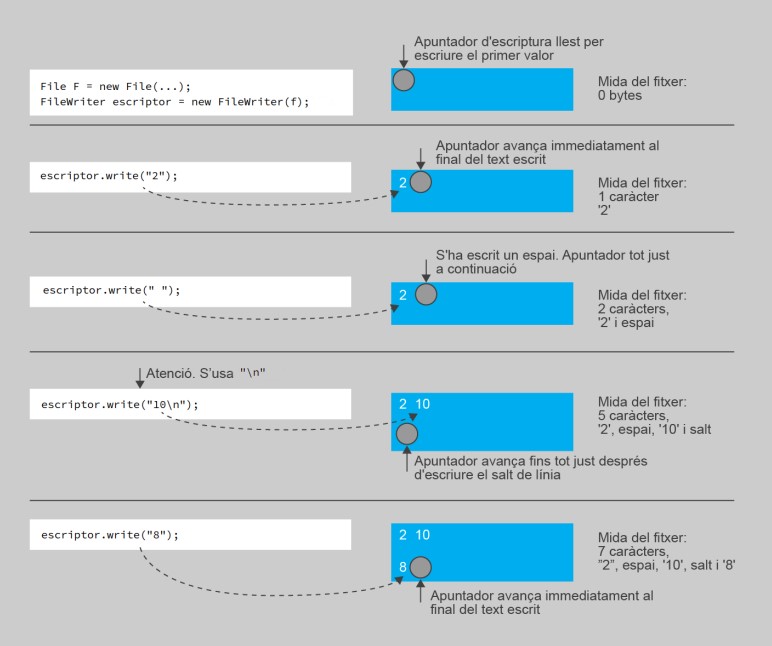 Apuntador d'escriptura llest per
escriure el primer valor
File F = new File(...);
FileWriter escriptor = new FileWriter(f);
Mida del fitxer:
0 bytes
Apuntador avança immediatament al
final del text escrit
escriptor.write("2");
2
Mida del fitxer:
1 caràcter
'2'
S'ha escrit un espai. Apuntador tot just
a continuació
escriptor.write(" ");
2
Mida del fitxer:
2 caràcters,
'2' i espai
Atenció. S'usa "\n"
escriptor.write("10\n");
2 10
Mida del fitxer:
5 caràcters,
'2', espai, '10' i salt
Apuntador avança fins tot just després
d'escriure el salt de línia
escriptor.write("8");
2 10
8
Mida del fitxer:
7 caràcters,
"2", espai, '10', salt i '8'
Apuntador avança immediatament al
final del text escrit